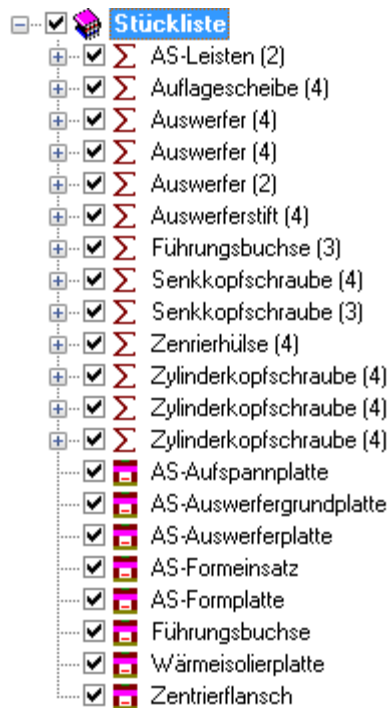 Stückliste
AS-Leisten (2)
Auflagescheibe (4)
Auswerfer (4)
Auswerfer (4)
Auswerfer (2)
Auswerferstift (4)
Führungsbuchse (3)
Senkkopfschraube (4)
Senkkopfschraube (3)
Zenrierhülse (4)
Zylinderkopfschraube (4)
Zylinderkopfschraube (4)
Zylinderkopfschraube (4)
AS-Aufspannplatte
AS-Auswerfergrundplatte
AS-Auswerferplatte
AS-Formeinsatz
AS-Formplatte
Führungsbuchse
Wärmeisolierplatte
Zentrierflansch